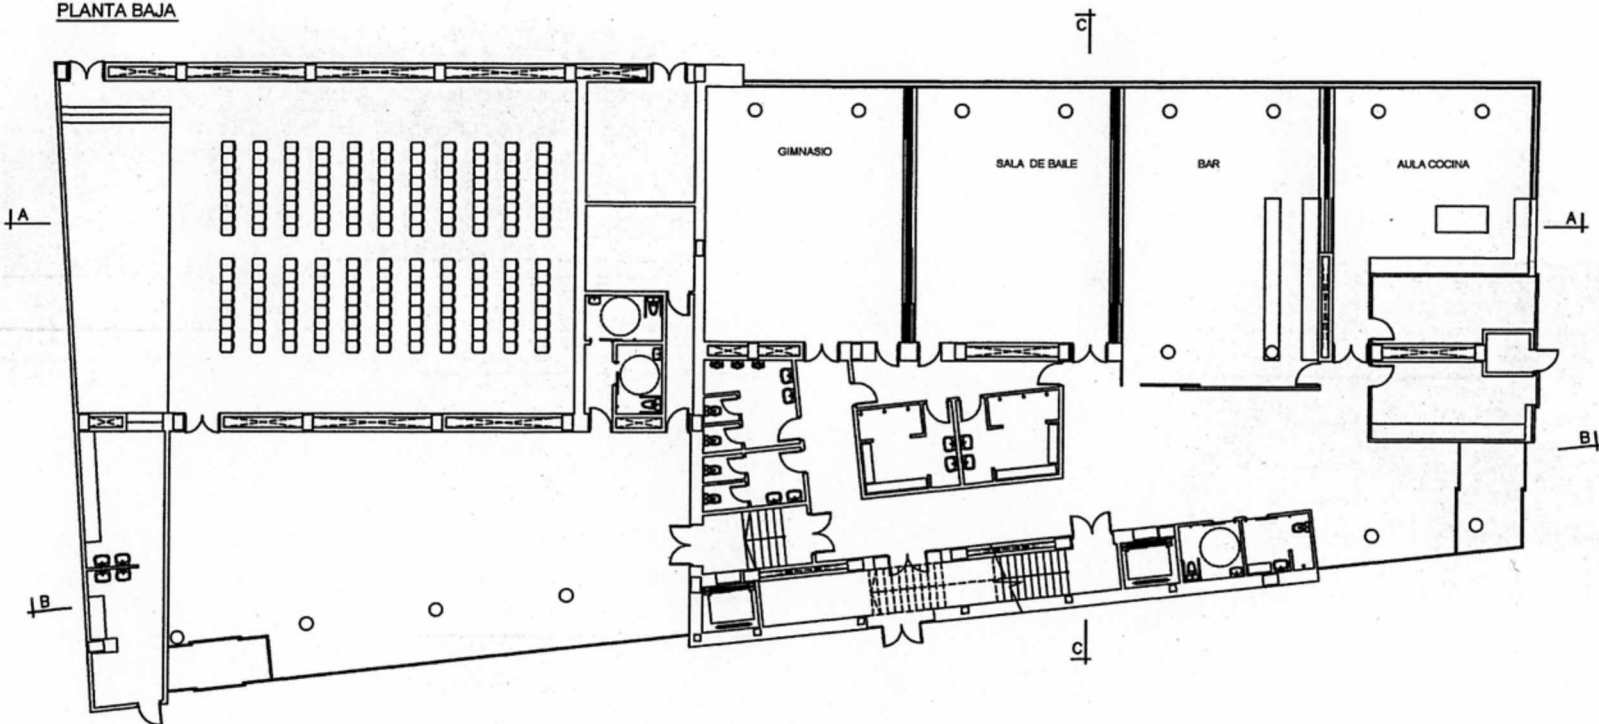 PLANTA BAJA
C
GIMNASIO
SALA DE BAILE
BAR
AULA COCINA
A
A
B
B
C